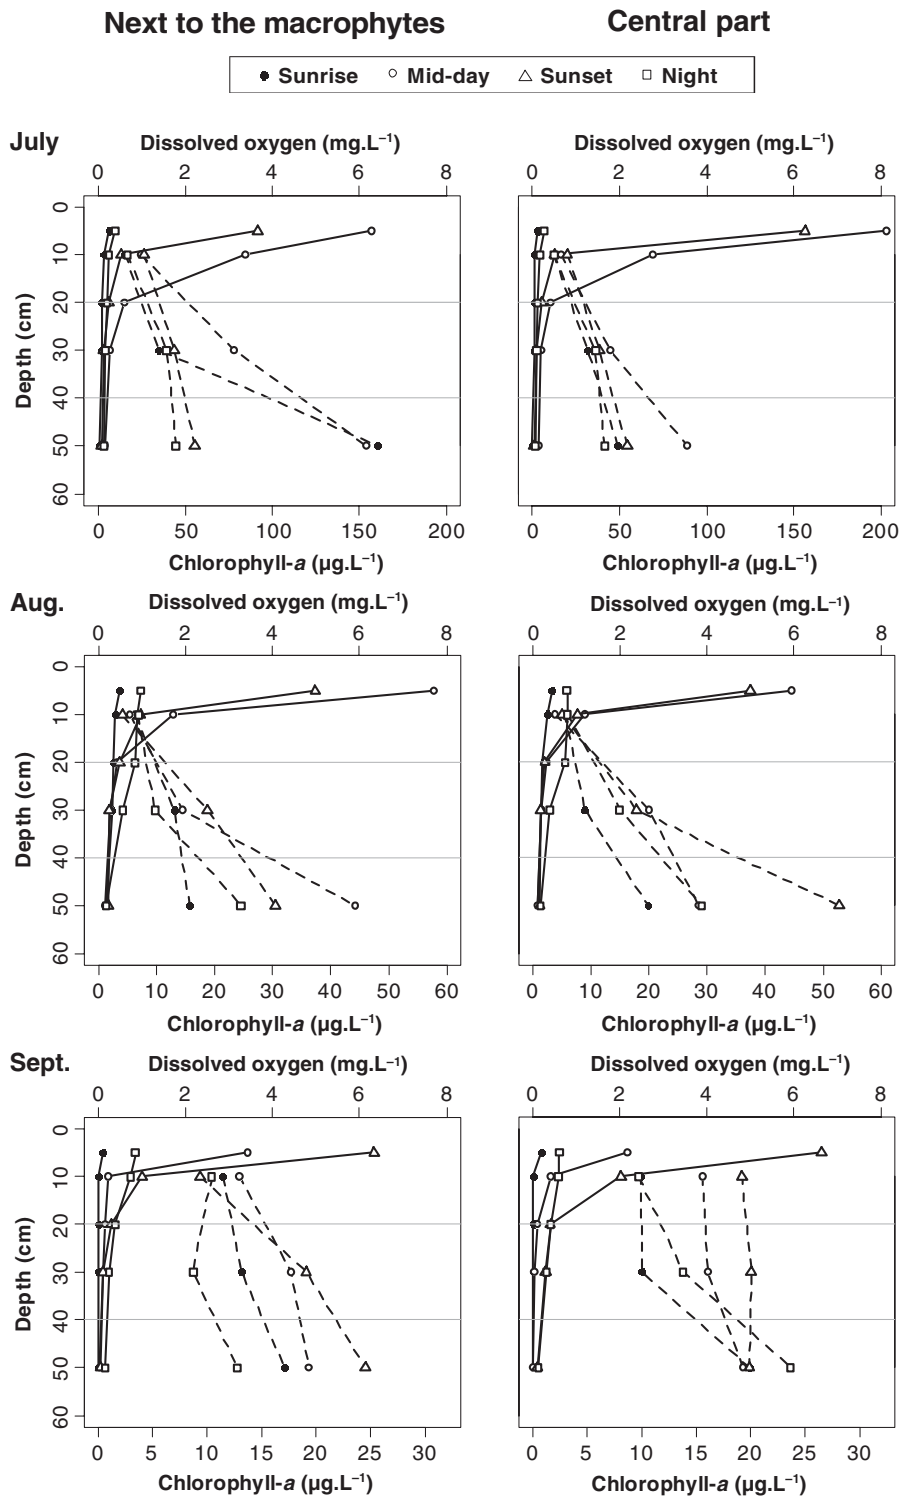 Next to the macrophytes Central part
Sunrise Mid-day Sunset Night
July Dissolved oxygen (mg.L⁻¹) Dissolved oxygen (mg.L⁻¹)
0 2 4 6 8 0 2 4 6 8
Depth (cm)
0
10
20
30
40
50
60
0 50 100 150 200 0 50 100 150 200
Chlorophyll-a (µg.L⁻¹) Chlorophyll-a (µg.L⁻¹)
Aug. Dissolved oxygen (mg.L⁻¹) Dissolved oxygen (mg.L⁻¹)
0 2 4 6 8 0 2 4 6 8
Depth (cm)
0
10
20
30
40
50
60
0 10 20 30 40 50 60 0 10 20 30 40 50 60
Chlorophyll-a (µg.L⁻¹) Chlorophyll-a (µg.L⁻¹)
Sept. Dissolved oxygen (mg.L⁻¹) Dissolved oxygen (mg.L⁻¹)
0 2 4 6 8 0 2 4 6 8
Depth (cm)
0
10
20
30
40
50
60
0 5 10 15 20 25 30 0 5 10 15 20 25 30
Chlorophyll-a (µg.L⁻¹) Chlorophyll-a (µg.L⁻¹)